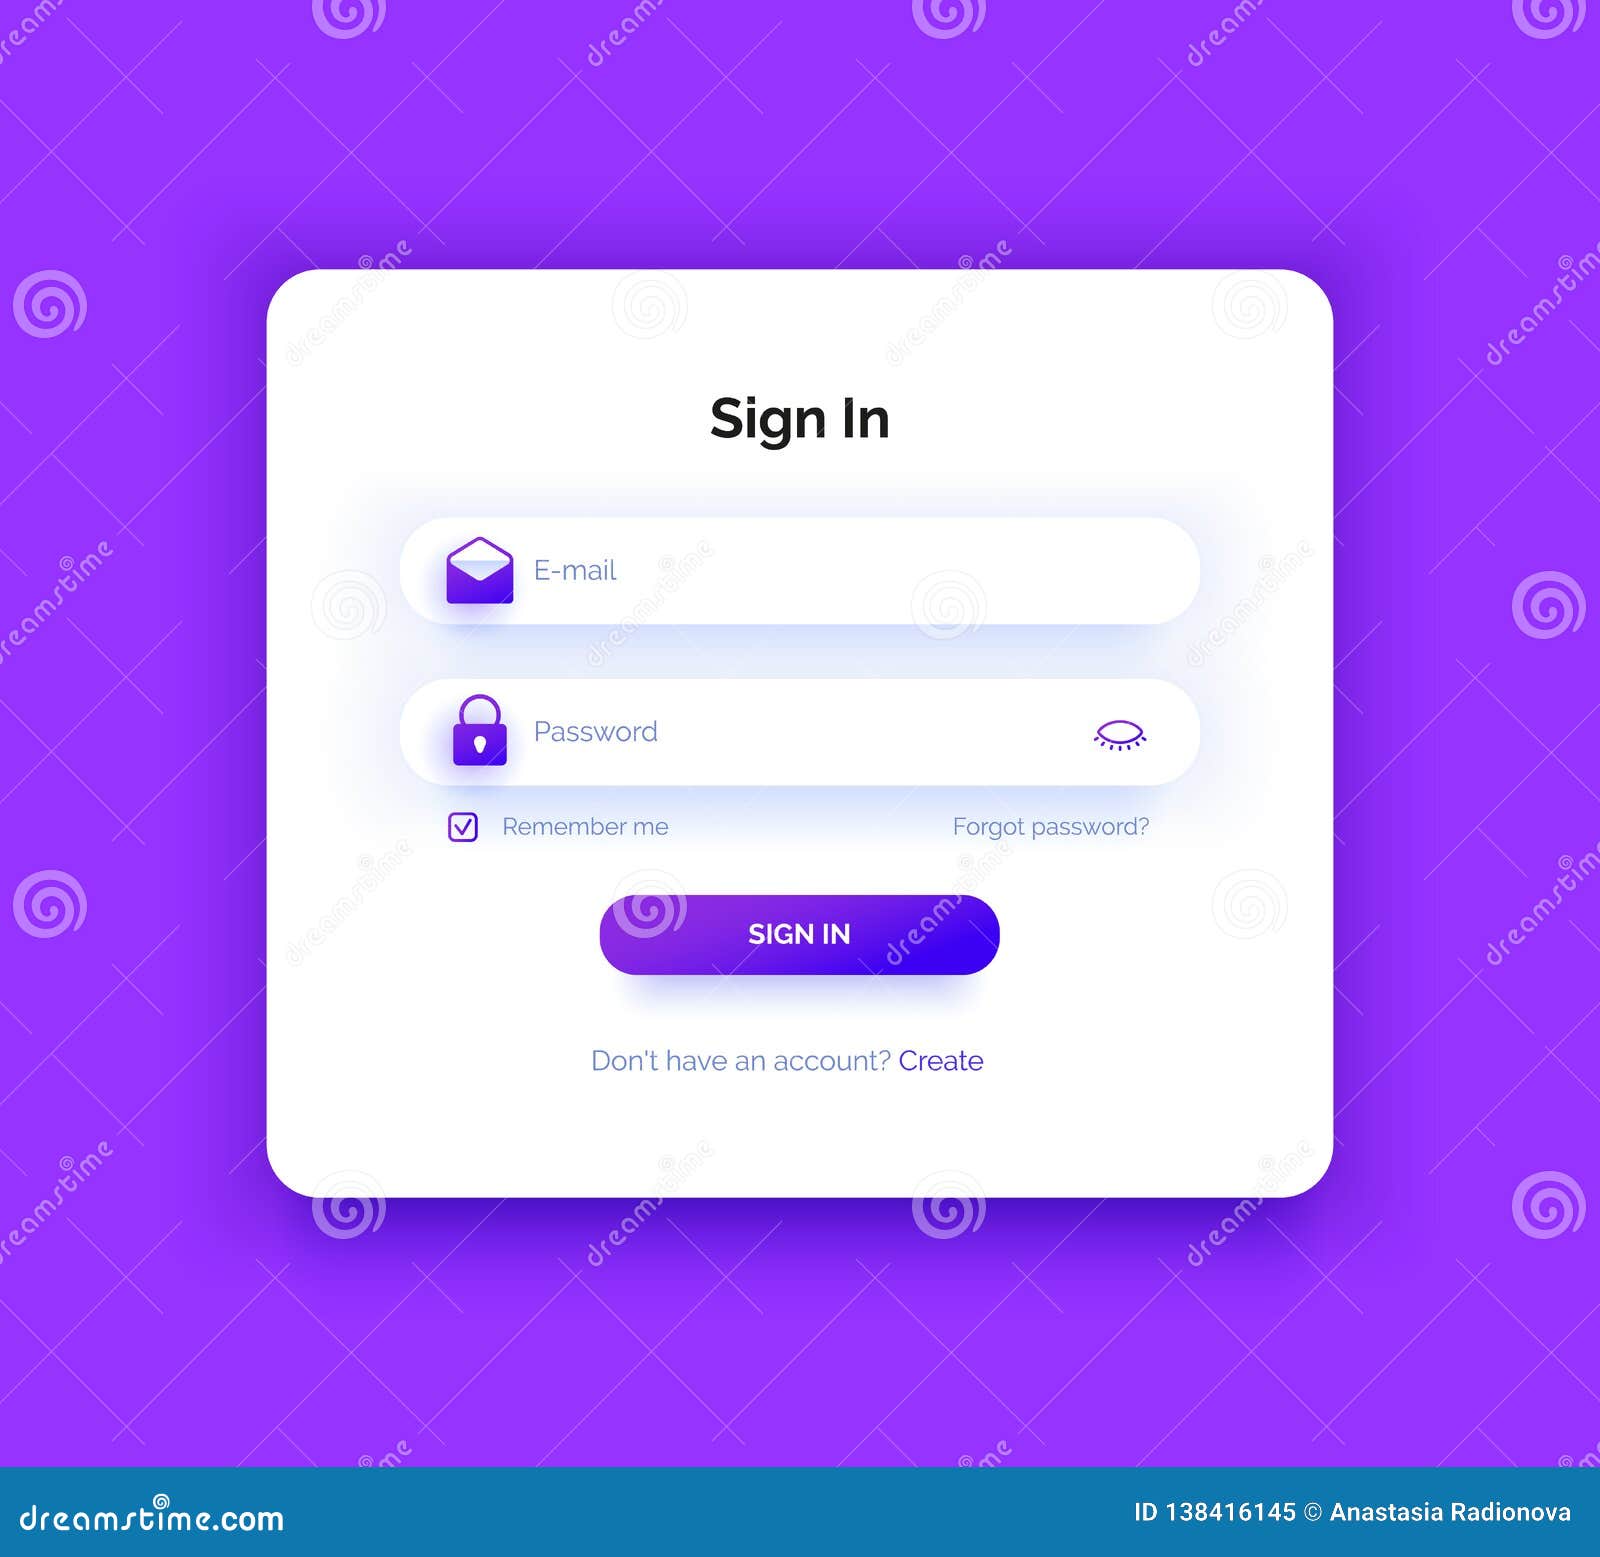 Sign In
E-mail
Password
Remember me
Forgot password?
SIGN IN
Don't have an account? Create
dreamstime.com
ID 138416145 © Anastasia Radionova